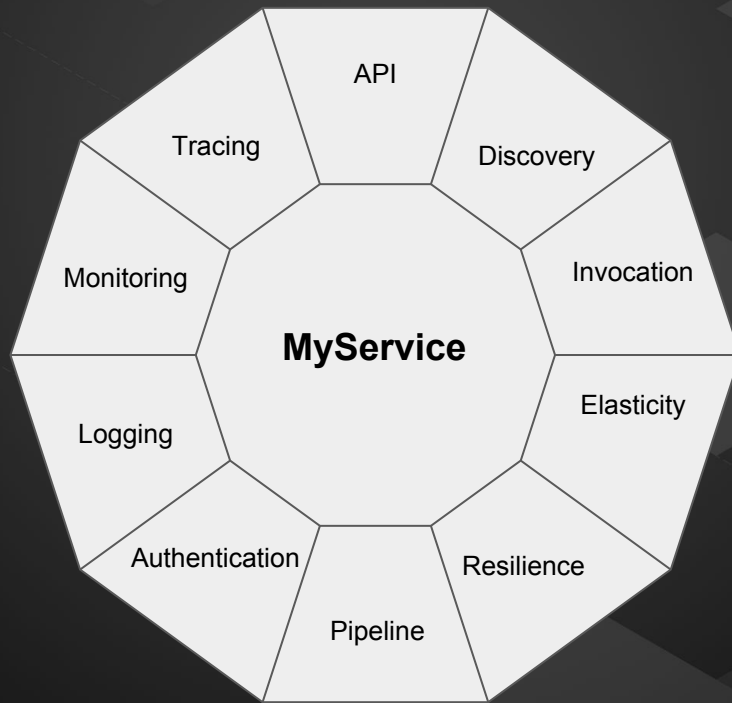 API
Tracing
Discovery
Monitoring
Invocation
MyService
Elasticity
Logging
Authentication
Resilience
Pipeline